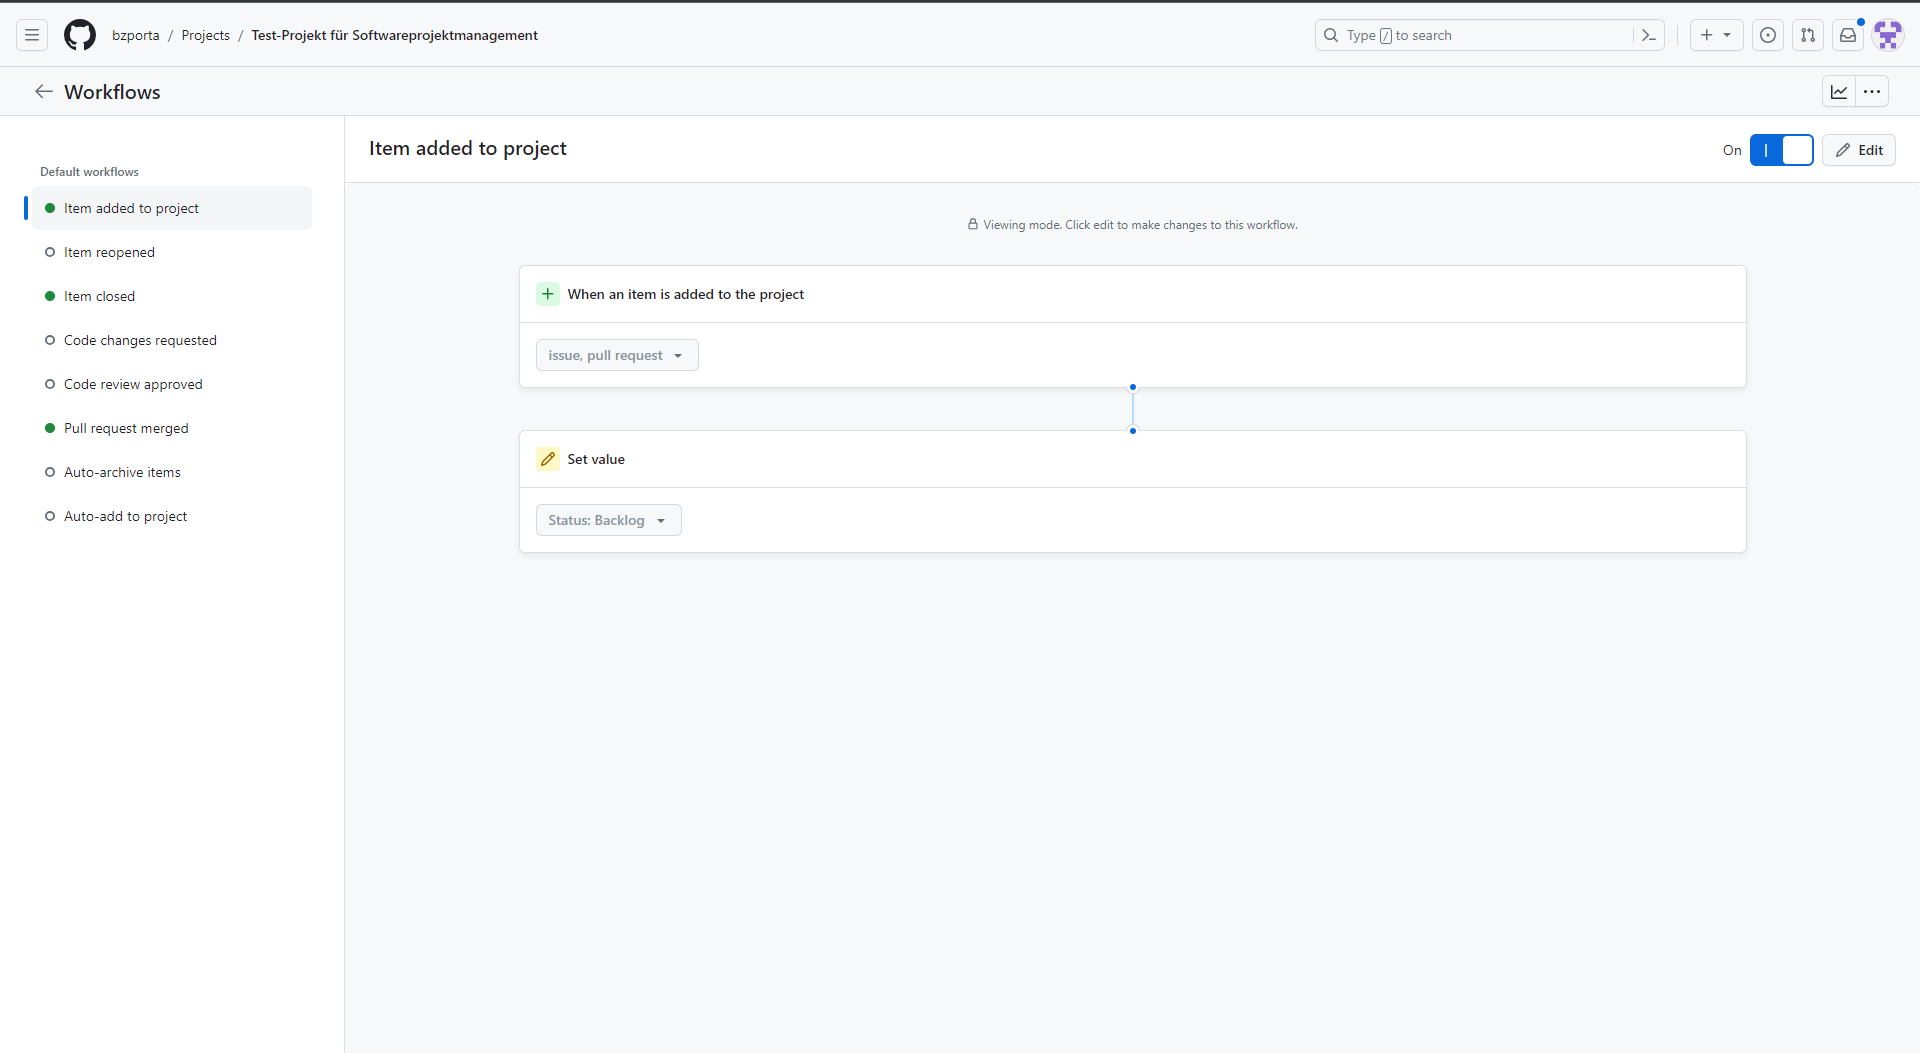 bzporta / Projects / Test-Projekt für Softwareprojektmanagement
Type / to search
Workflows
Default workflows
Item added to project
Item reopened
Item closed
Code changes requested
Code review approved
Pull request merged
Auto-archive items
Auto-add to project
Item added to project
On
Edit
Viewing mode. Click edit to make changes to this workflow.
When an item is added to the project
issue, pull request
Set value
Status: Backlog